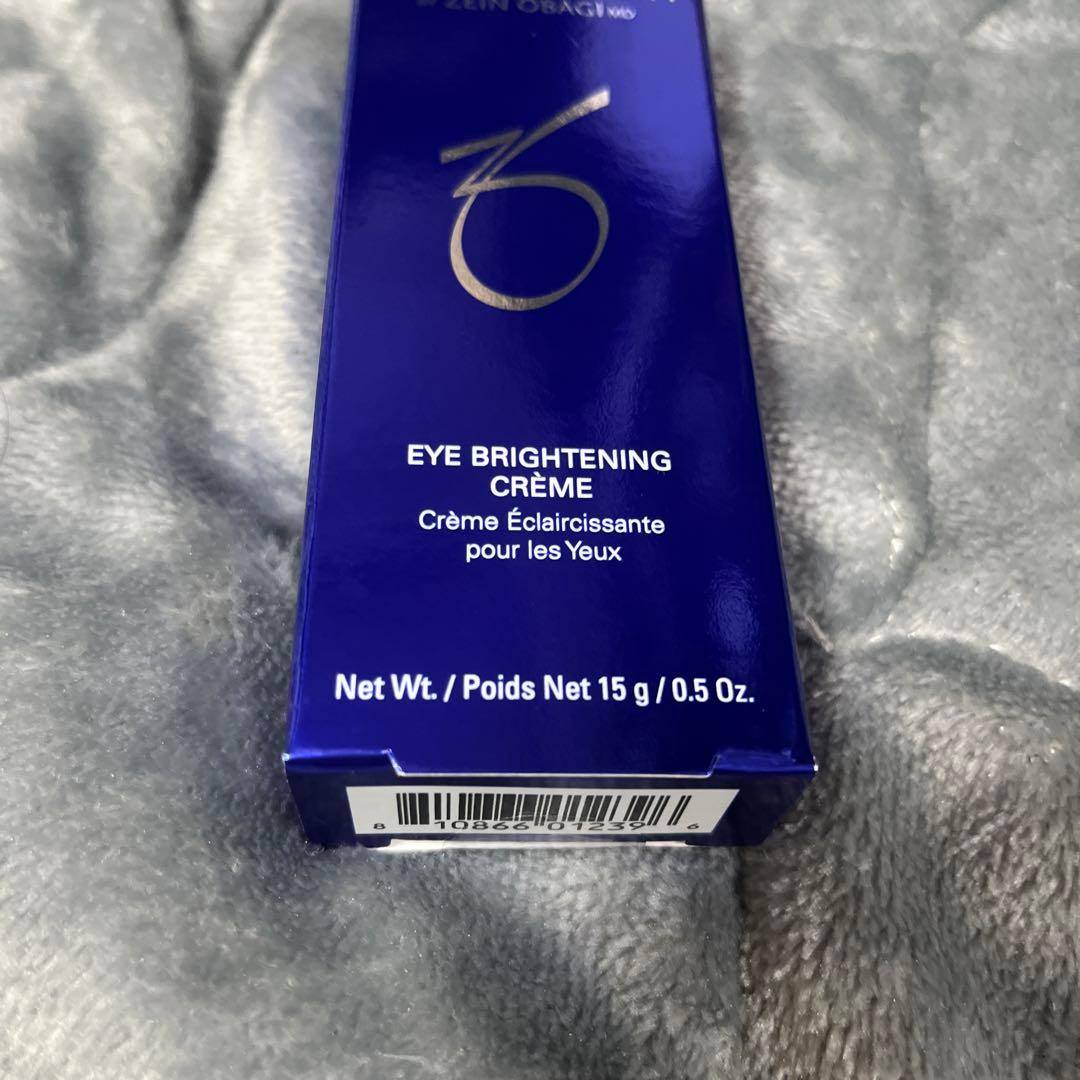 BY ZEIN OBAGI MD
EYE BRIGHTENING
CRÈME
Crème Éclaircissante
pour les Yeux
Net Wt. / Poids Net 15 g / 0.5 Oz.
8 10866 01239 6